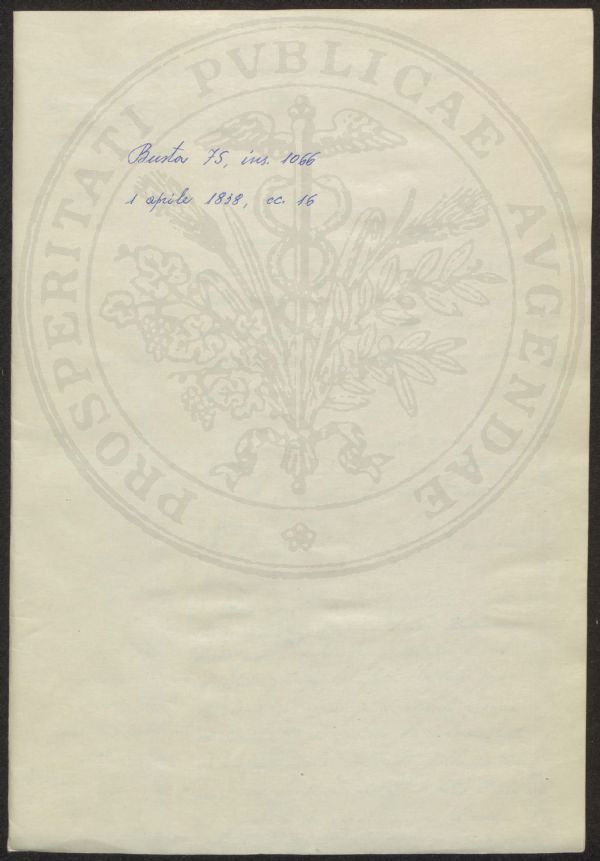 Busta 75, ins. 1066
1 aprile 1838, cc. 16
PROSPERITATI PVBLICAE AVGENDAE